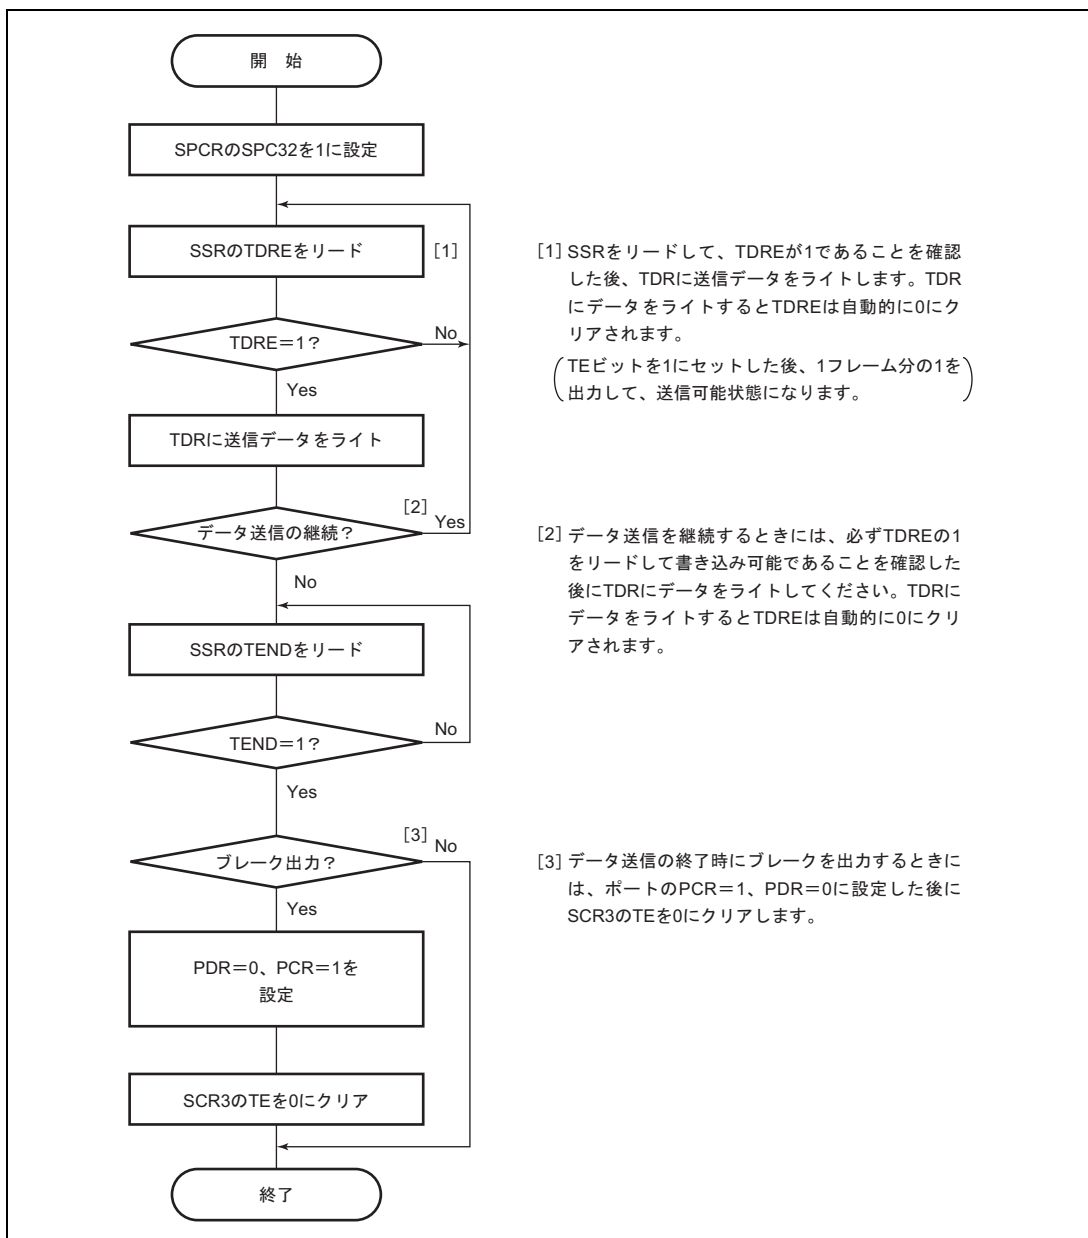 開　始
SPCRのSPC32を1に設定
SSRのTDREをリード
[1]
TDRE＝1？
No
Yes
TDRに送信データをライト
[2]
データ送信の継続？
Yes
No
SSRのTENDをリード
TEND＝1？
No
Yes
[3]
ブレーク出力？
No
Yes
PDR＝0、PCR＝1を
設定
SCR3のTEを0にクリア
終了
[1] SSRをリードして、TDREが1であることを確認
した後、TDRに送信データをライトします。TDR
にデータをライトするとTDREは自動的に0にク
リアされます。
（TEビットを1にセットした後、1フレーム分の1を
出力して、送信可能状態になります。）
[2] データ送信を継続するときには、必ずTDREの1
をリードして書き込み可能であることを確認した
後にTDRにデータをライトしてください。TDRに
データをライトするとTDREは自動的に0にクリ
アされます。
[3] データ送信の終了時にブレークを出力するときに
は、ポートのPCR＝1、PDR＝0に設定した後に
SCR3のTEを0にクリアします。